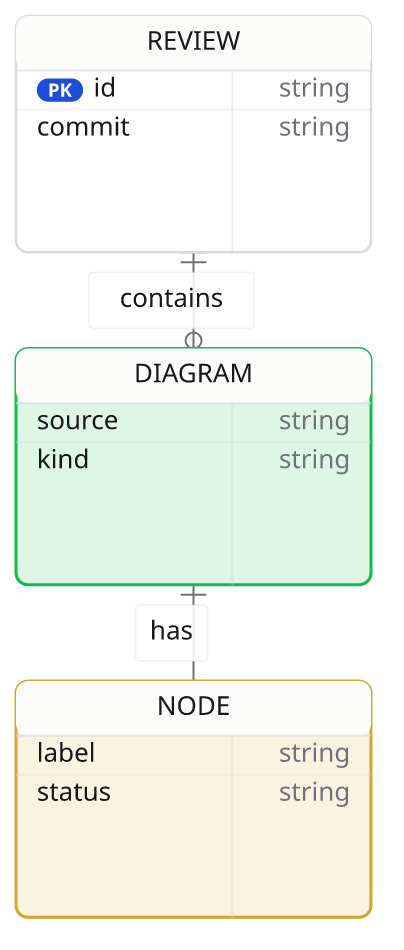 REVIEW
PK id string
commit string
contains
DIAGRAM
source string
kind string
has
NODE
label string
status string